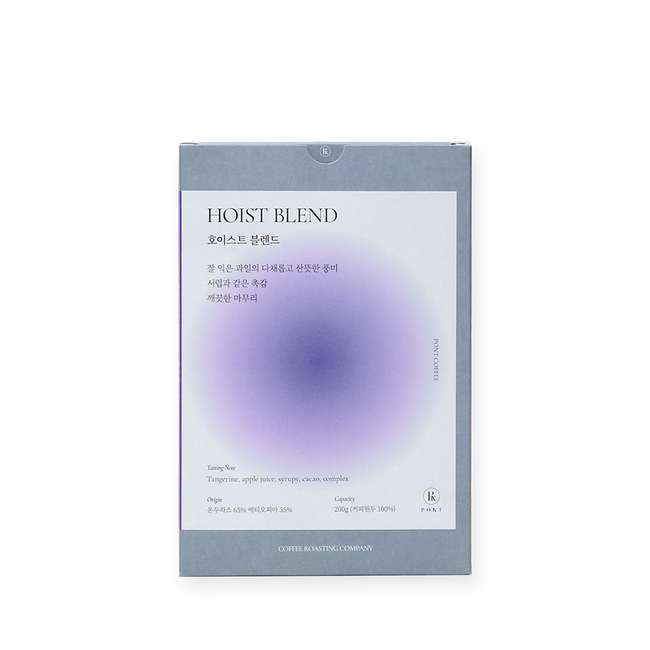 HOIST BLEND
호이스트 블렌드
잘 익은 과일의 다채롭고 산뜻한 풍미
시럽과 같은 촉감
깨끗한 마무리
PONT COFFEE
Tasting Note
Tangerine, apple juice, syrupy, cacao, complex
Origin
온두라스 65% 에티오피아 35%
Capacity
200g (커피원두 100%)
PONT
COFFEE ROASTING COMPANY